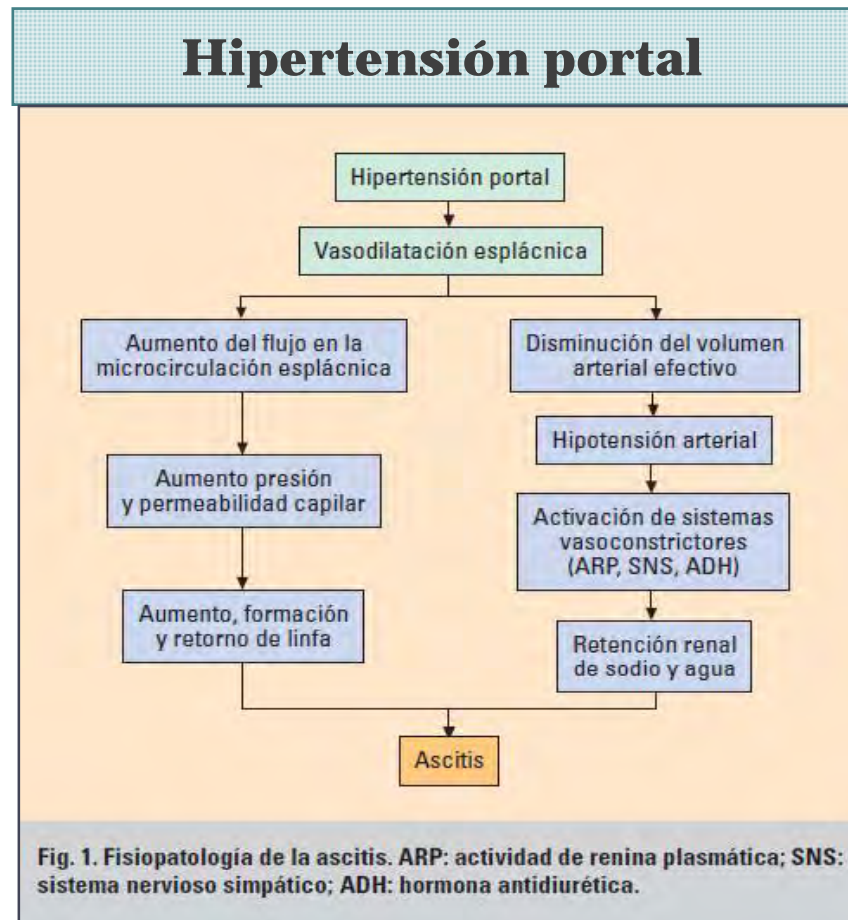 Hipertensión portal
Hipertensión portal
Vasodilatación esplácnica
Aumento del flujo en la
microcirculación esplácnica
Disminución del volumen
arterial efectivo
Hipotensión arterial
Aumento presión
y permeabilidad capilar
Activación de sistemas
vasoconstrictores
(ARP, SNS, ADH)
Aumento, formación
y retorno de linfa
Retención renal
de sodio y agua
Ascitis
Fig. 1. Fisiopatología de la ascitis. ARP: actividad de renina plasmática; SNS:
sistema nervioso simpático; ADH: hormona antidiurética.